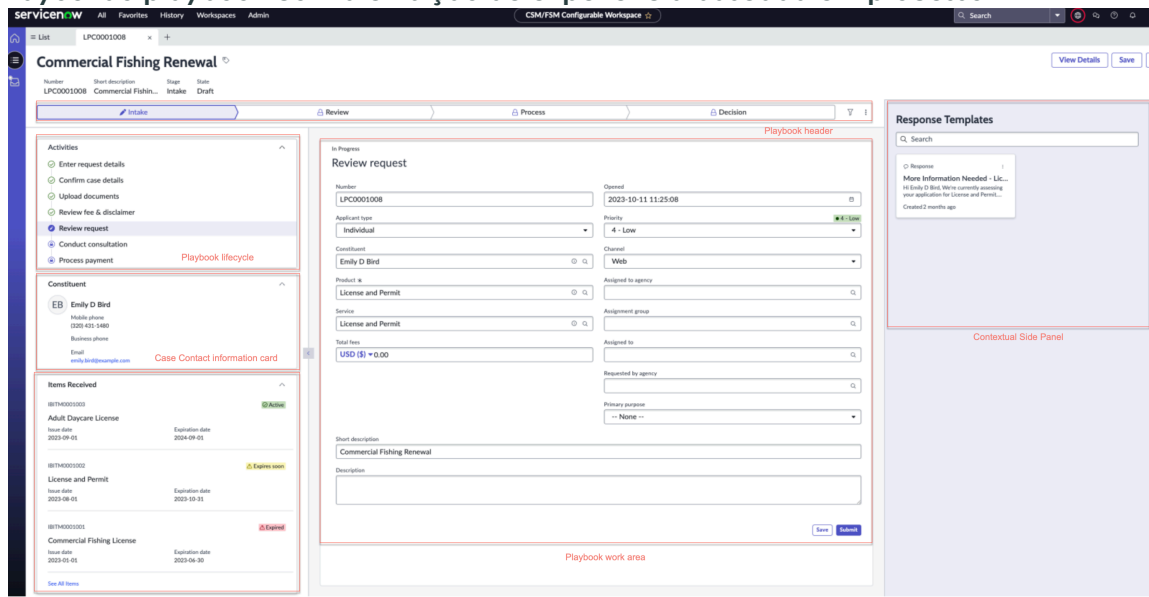 servicenow All Favorites History Workspaces Admin CSM/FSM Configurable Workspace Search
List LPC0001008 × +
Commercial Fishing Renewal
View Details Save
Number Short description Stage State
LPC0001008 Commercial Fishin... Intake Draft
Intake Review Process Decision
Playbook header
Activities
Enter request details
Confirm case details
Upload documents
Review fee & disclaimer
Review request
Conduct consultation
Process payment
Playbook lifecycle
Constituent
EB Emily D Bird
Mobile phone
(320) 431-1480
Business phone
Email
emily.bird@example.com
Case Contact information card
Items Received
IBITM0001003 Active
Adult Daycare License
Issue date Expiration date
2023-09-01 2024-09-01
IBITM0001002 Expires soon
License and Permit
Issue date Expiration date
2023-08-01 2023-10-31
IBITM0001001 Expired
Commercial Fishing License
Issue date Expiration date
2023-01-01 2023-06-30
See All Items
In Progress
Review request
Number Opened
LPC0001008 2023-10-11 11:25:08
Applicant type Priority 4 - Low
Individual 4 - Low
Constituent Channel
Emily D Bird Web
Product Assigned to agency
License and Permit
Service Assignment group
License and Permit
Total fees Assigned to
USD ($) 0.00
Requested by agency
Primary purpose
-- None --
Short description
Commercial Fishing Renewal
Description
Save Submit
Playbook work area
Response Templates
Search
Response
More Information Needed - Lic...
Hi Emily D Bird, We're currently assessing
your application for License and Permit...
Created 2 months ago
Contextual Side Panel